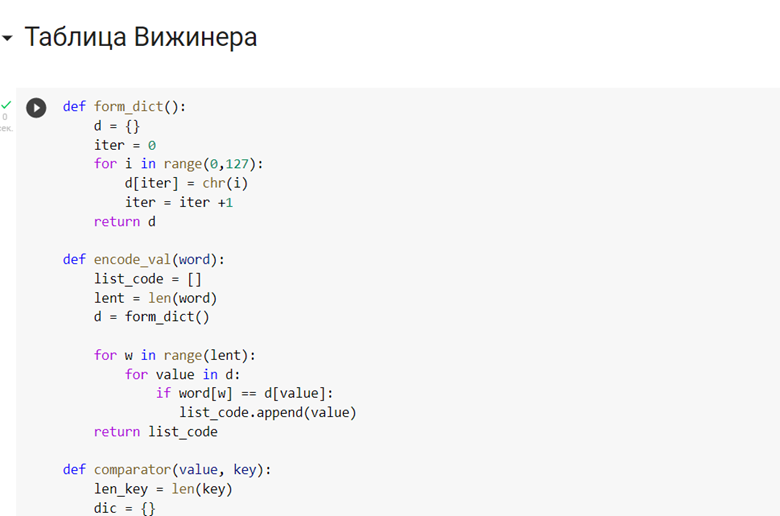 Таблица Вижинера
def form_dict():
    d = {}
    iter = 0
    for i in range(0,127):
        d[iter] = chr(i)
        iter = iter +1
    return d
def encode_val(word):
    list_code = []
    lent = len(word)
    d = form_dict()
    for w in range(lent):
        for value in d:
            if word[w] == d[value]:
               list_code.append(value)
    return list_code
def comparator(value, key):
    len_key = len(key)
    dic = {}
0
сек.